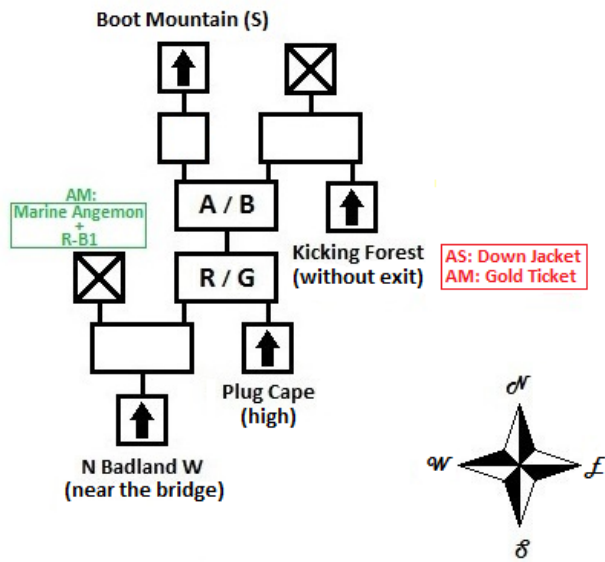 Boot Mountain (S)
A / B
AM:
Marine Angemon
+
R-B1
Kicking Forest
(without exit)
AS: Down Jacket
AM: Gold Ticket
R / G
Plug Cape
(high)
N Badland W
(near the bridge)
N
W
E
S